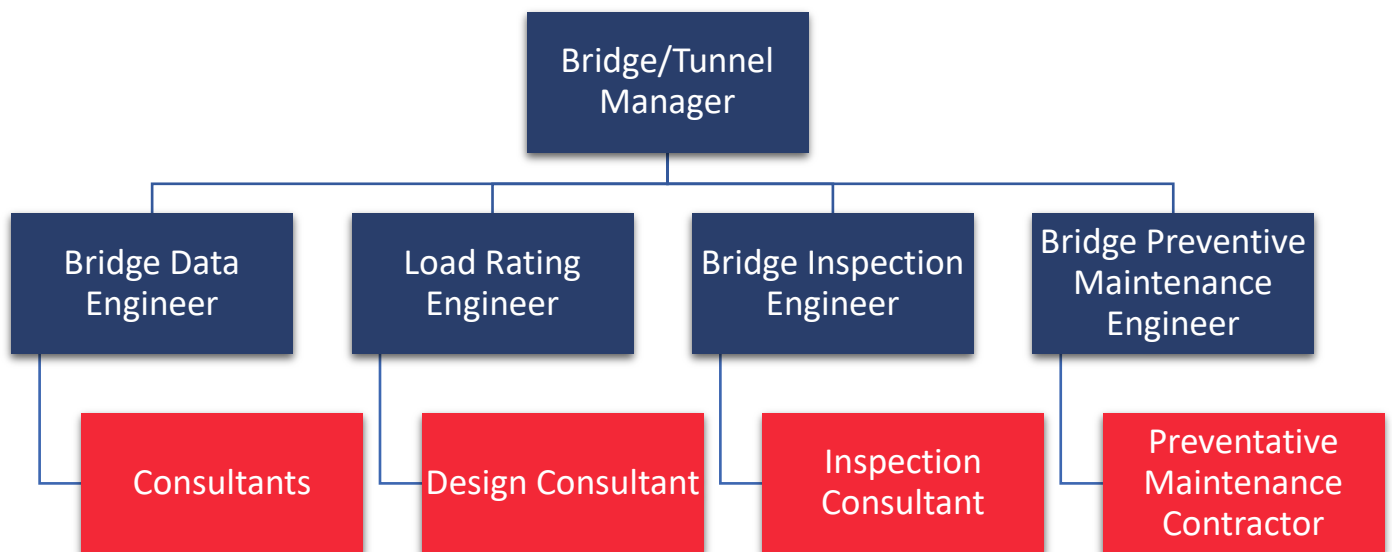 Bridge/Tunnel
Manager
Bridge Data
Engineer
Load Rating
Engineer
Bridge Inspection
Engineer
Bridge Preventive
Maintenance
Engineer
Consultants
Design Consultant
Inspection
Consultant
Preventative
Maintenance
Contractor